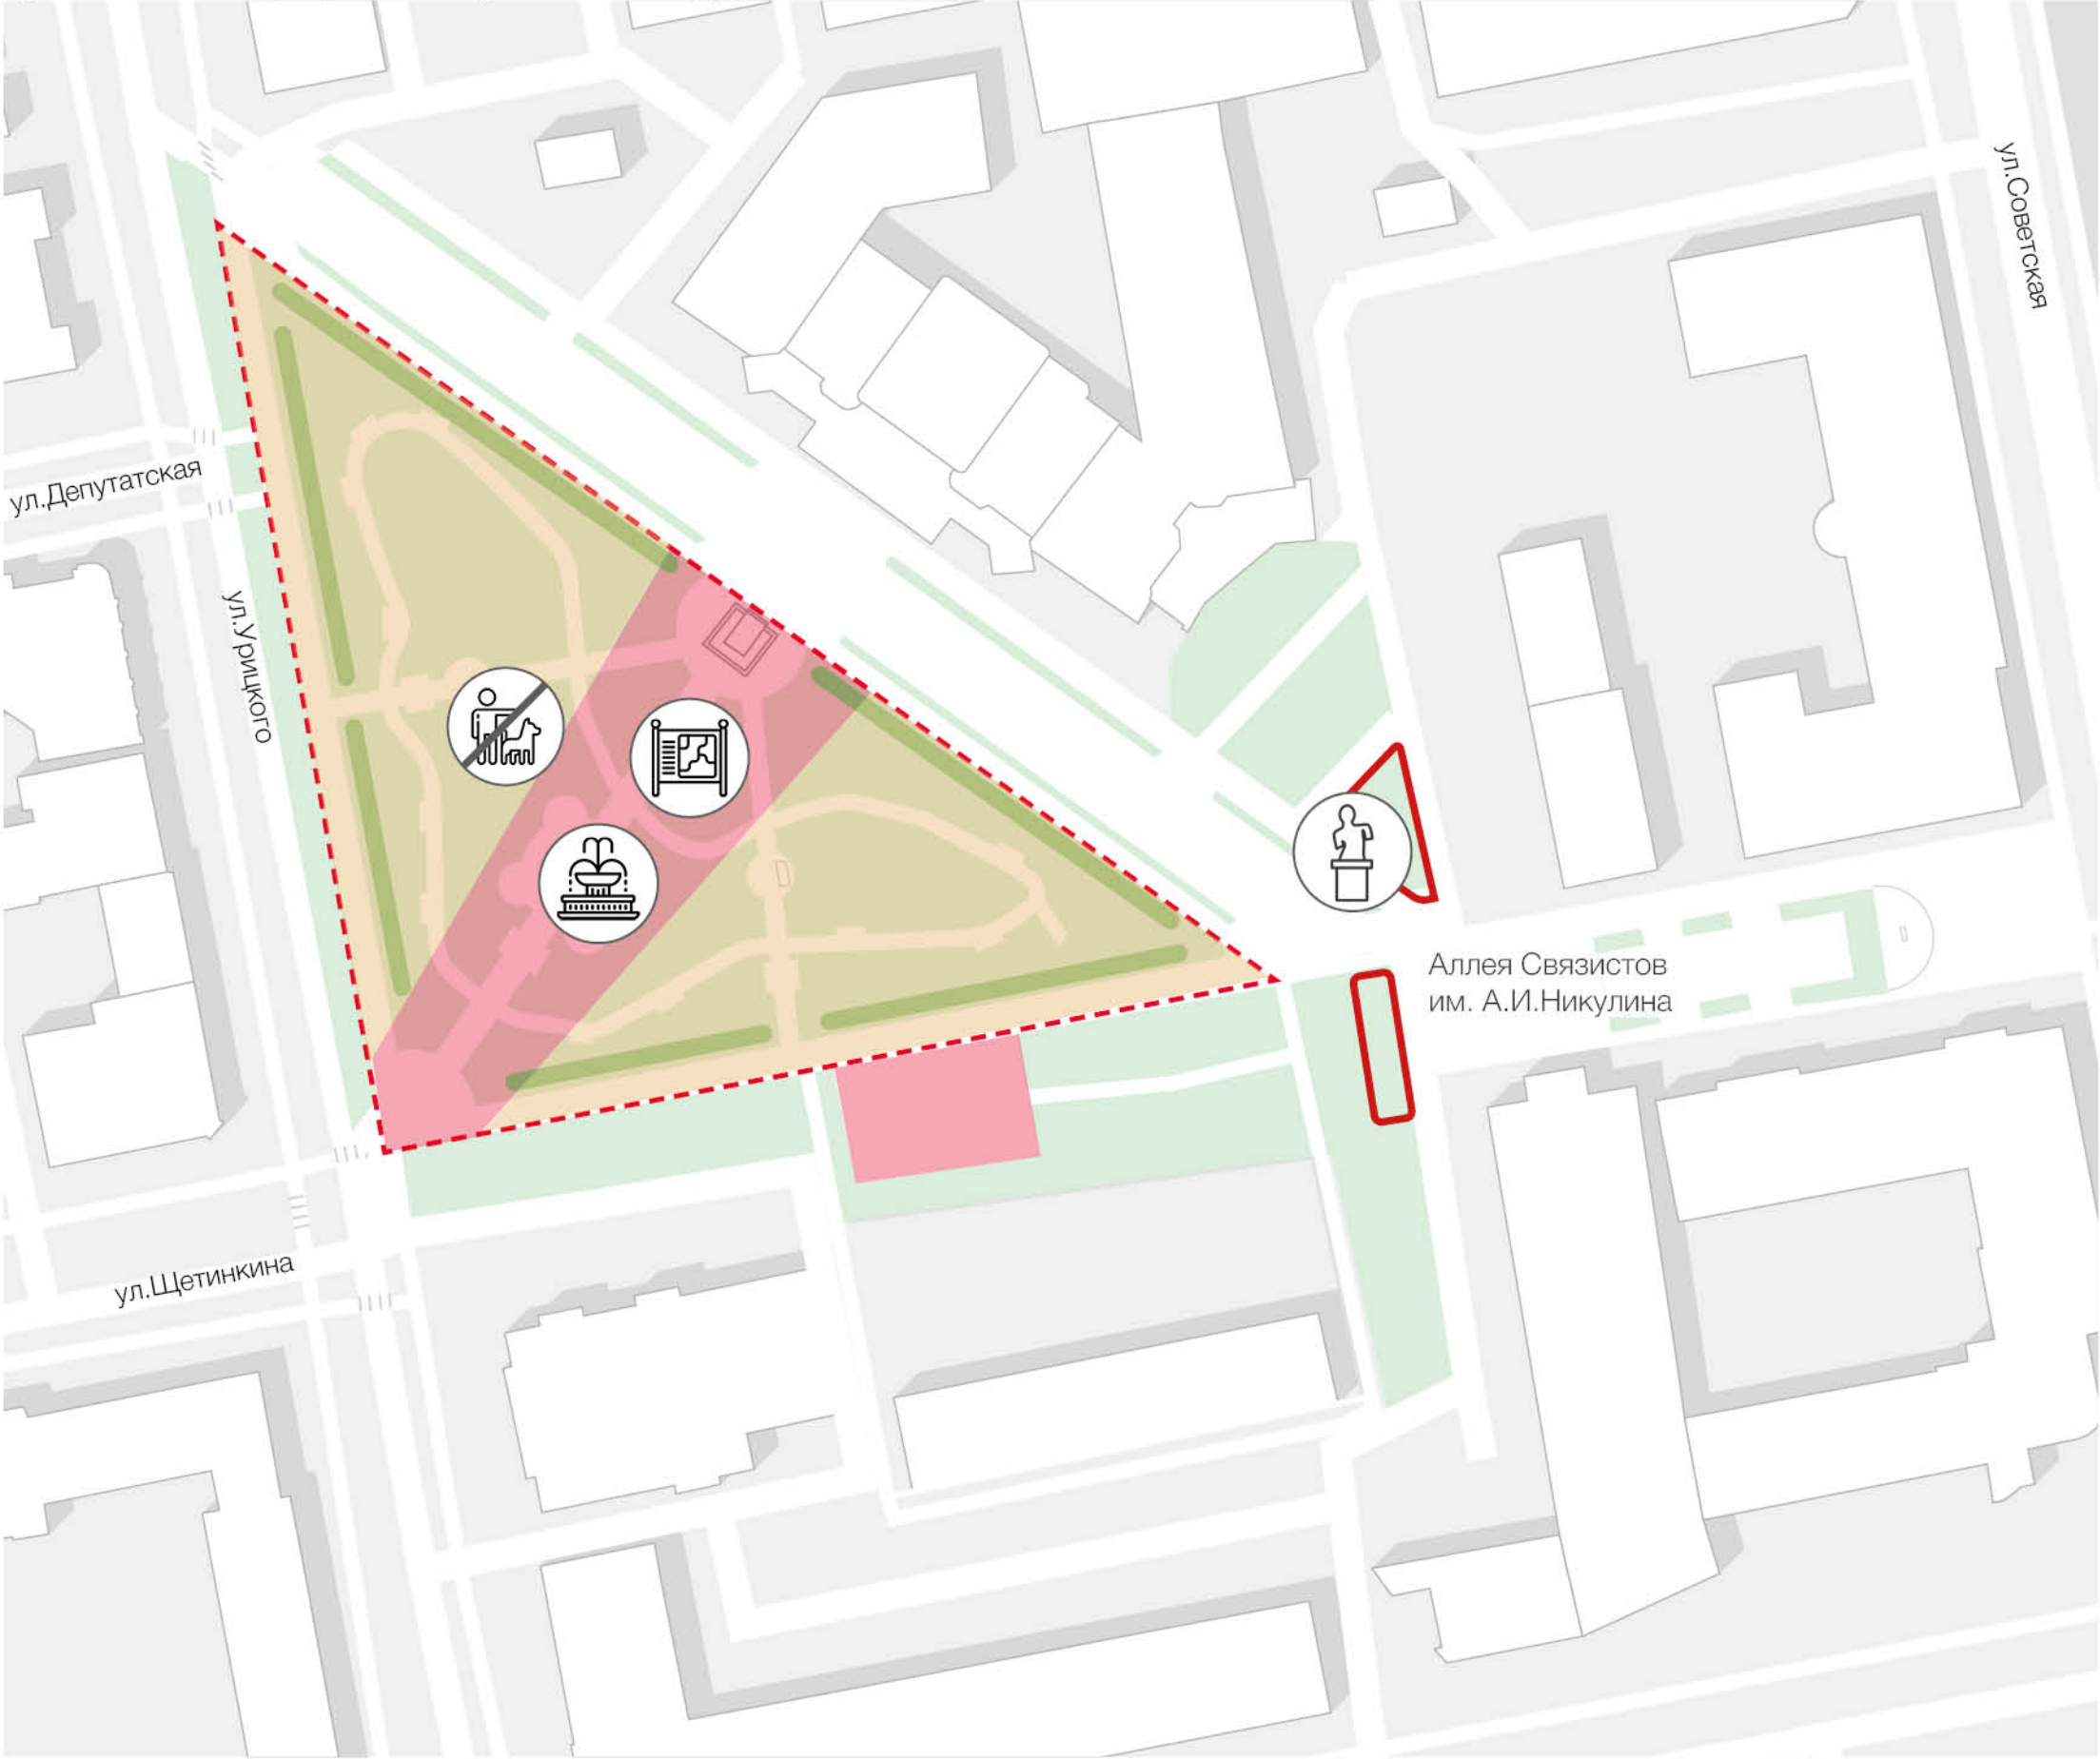 ул.Советская
ул.Депутатская
ул.Урицкого
Аллея Связистов
им. А.И.Никулина
ул.Щетинкина